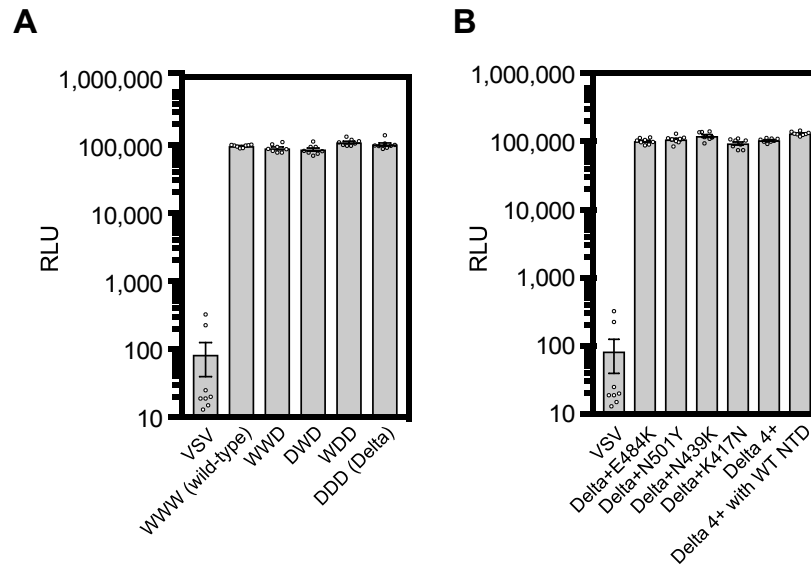 A
1,000,000
100,000
10,000
1,000
100
10
RLU
VSV
WWW (wild-type)
WWD
DWD
WDD
DDD (Delta)
B
1,000,000
100,000
10,000
1,000
100
10
RLU
VSV
Delta+E484K
Delta+N501Y
Delta+N439K
Delta+K417N
Delta 4+
Delta 4+ with WT NTD